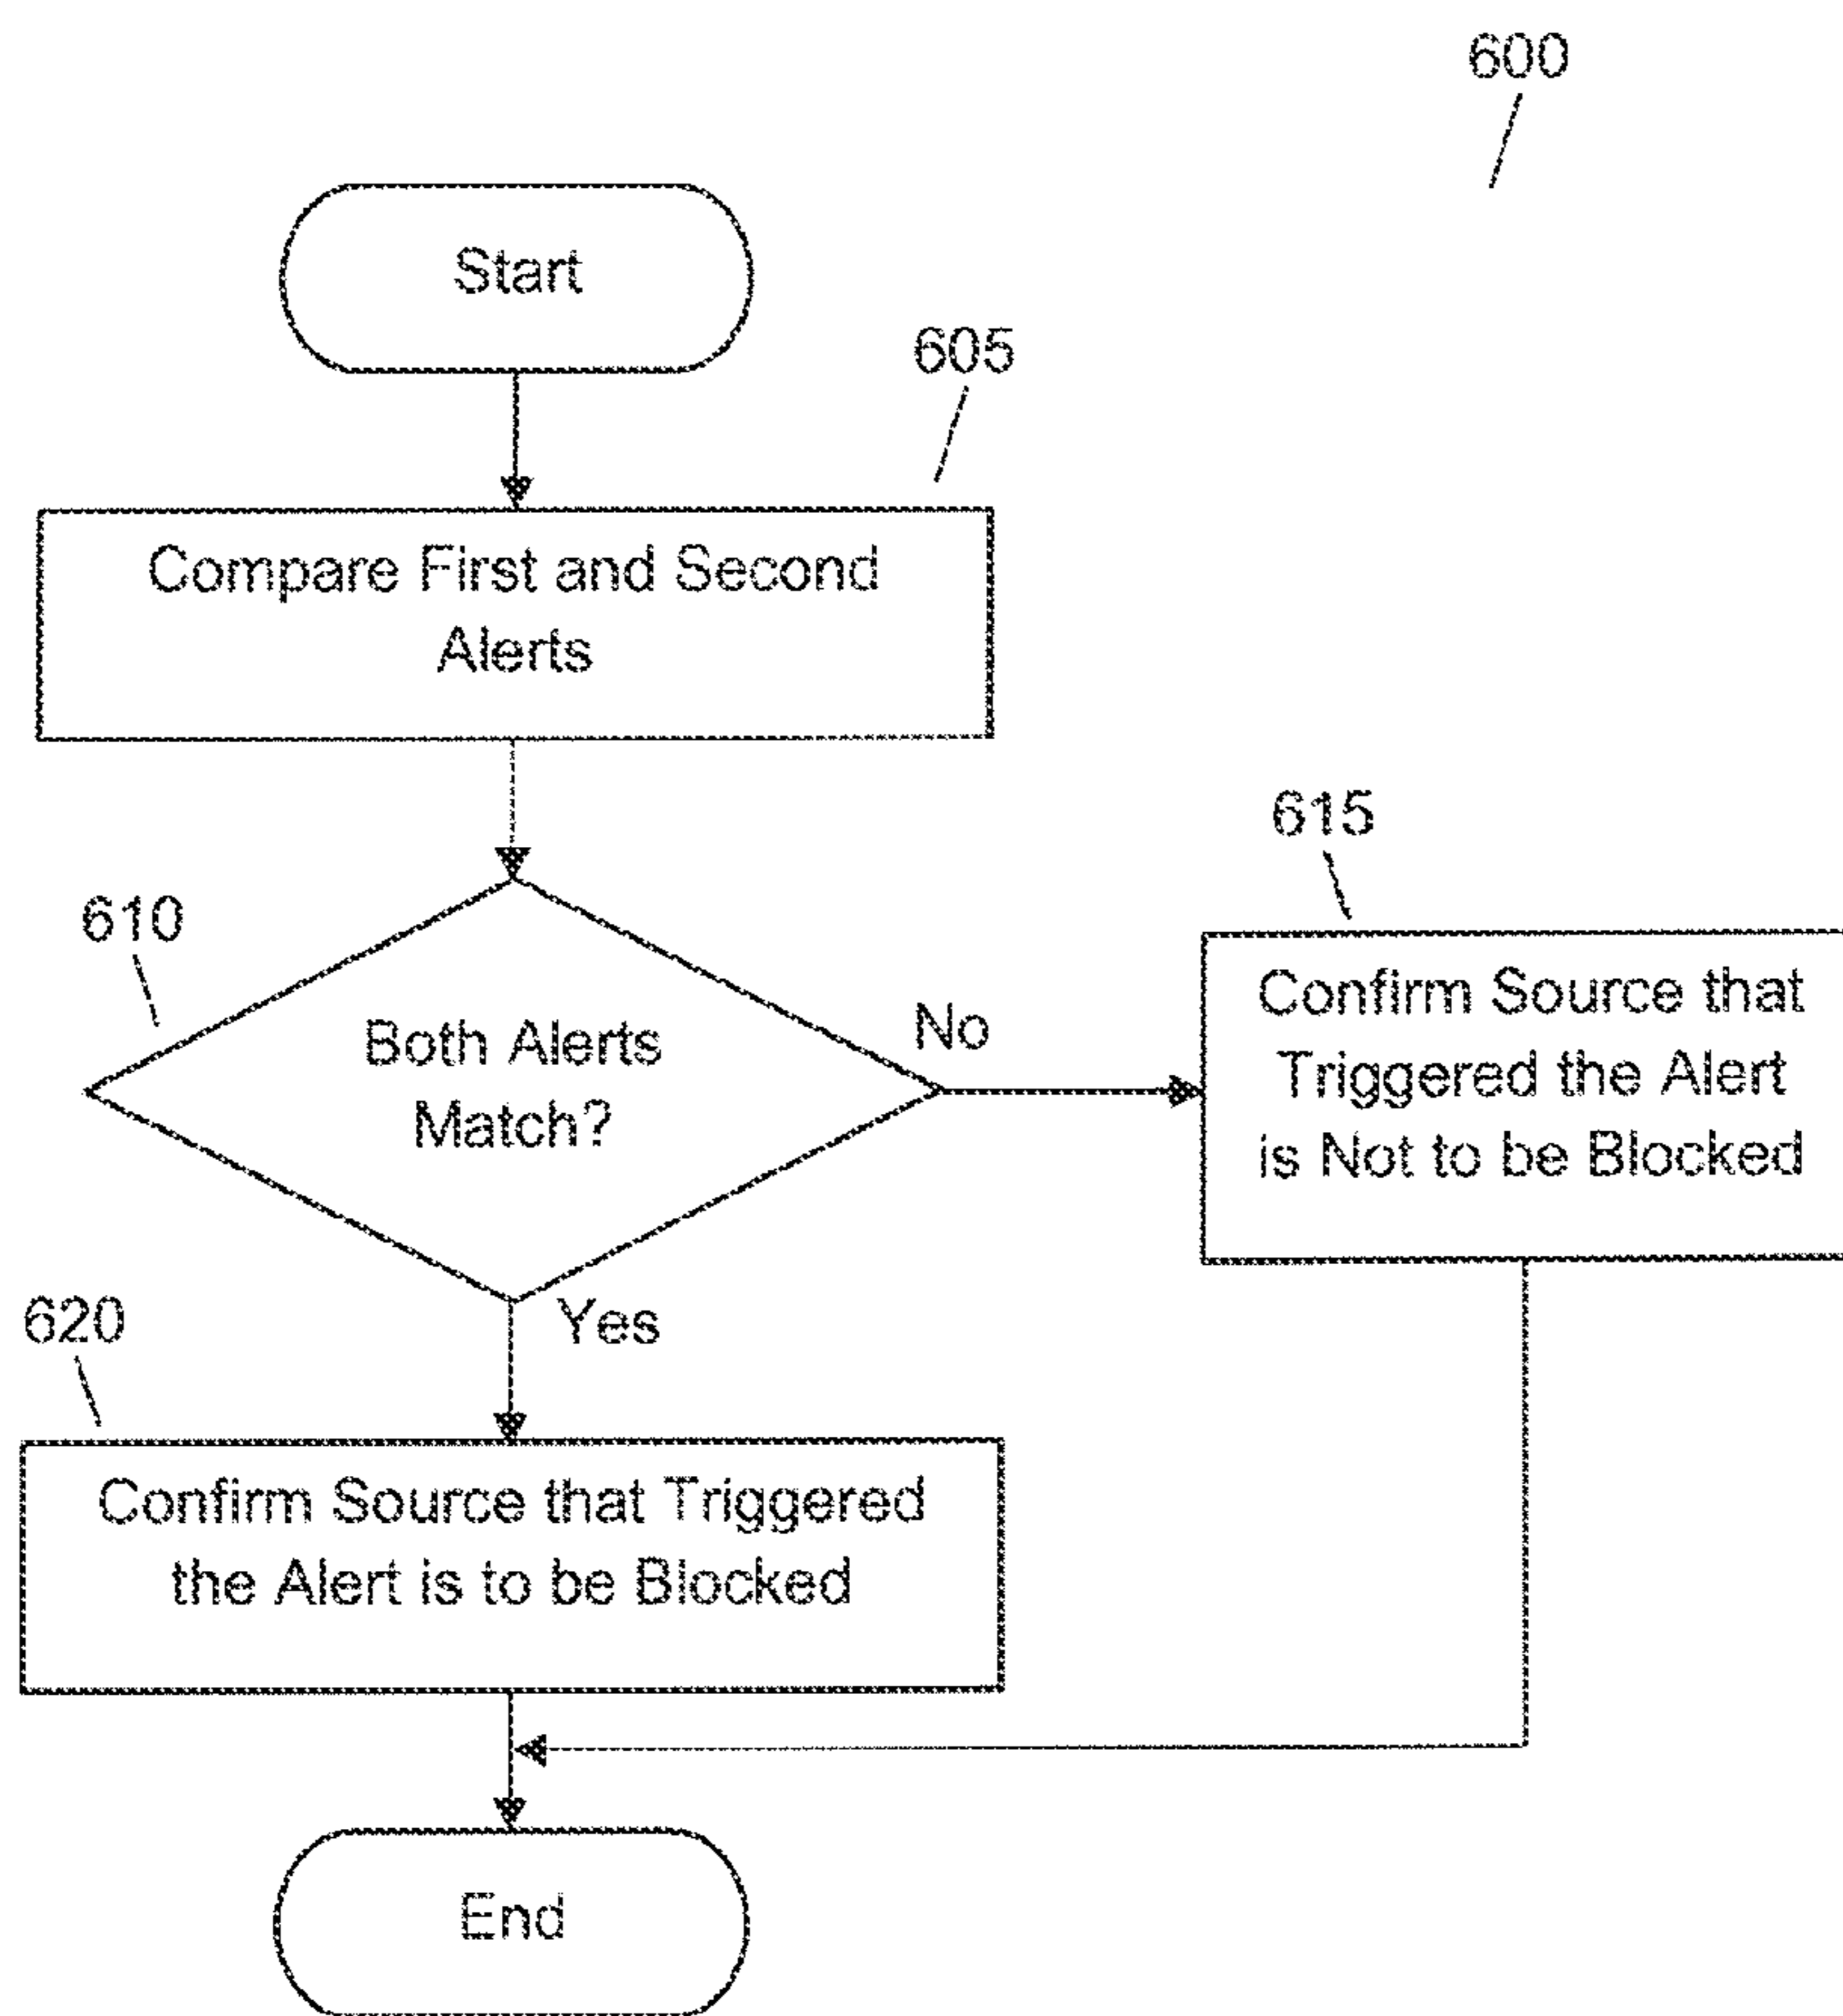 600
Start
605
Compare First and Second
Alerts
610
Both Alerts
Match?
No
615
Confirm Source that
Triggered the Alert
is Not to be Blocked
Yes
620
Confirm Source that Triggered
the Alert is to be Blocked
End